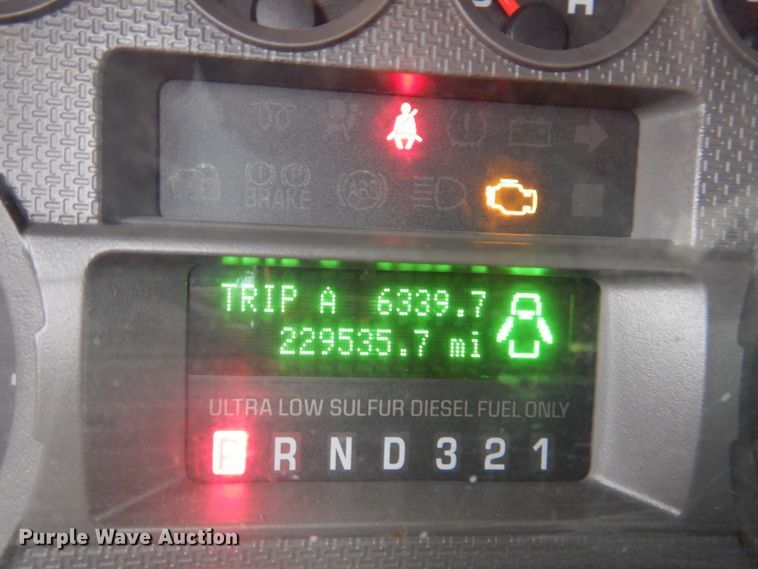 H
BRAKE ABS
TRIP A 6339.7
229535.7 mi
ULTRA LOW SULFUR DIESEL FUEL ONLY
P R N D 3 2 1
Purple Wave Auction